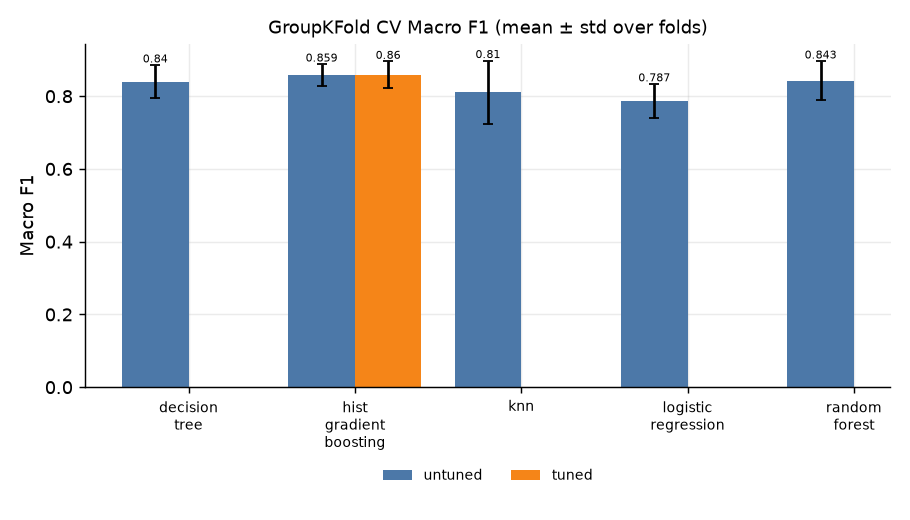 GroupKFold CV Macro F1 (mean ± std over folds)
Macro F1
0.8
0.6
0.4
0.2
0.0
0.84
0.859
0.86
0.81
0.787
0.843
decision
tree
hist
gradient
boosting
knn
logistic
regression
random
forest
untuned
tuned